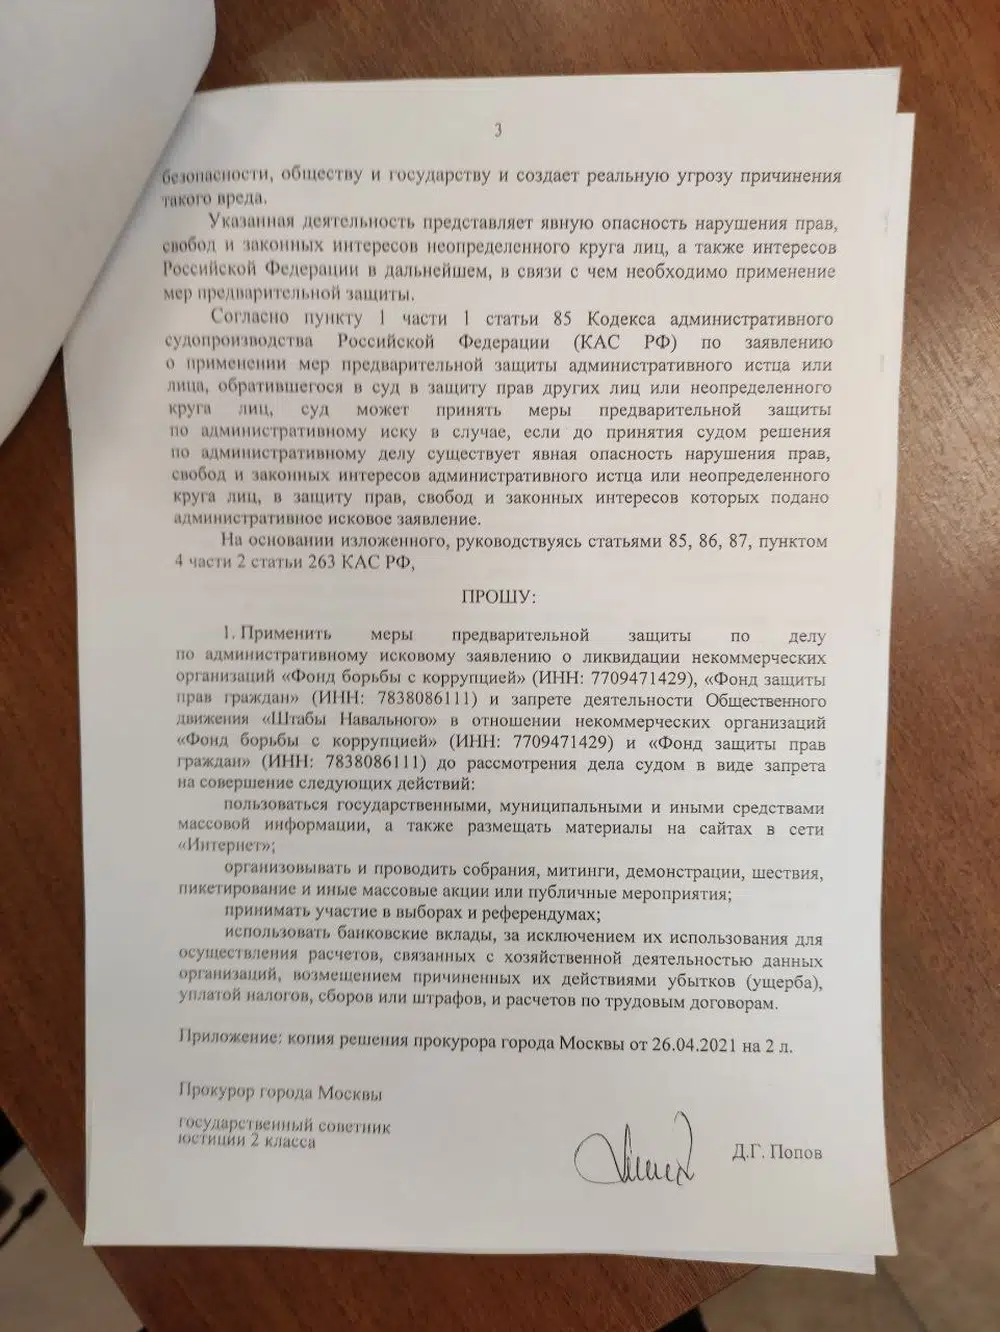 3
безопасности, обществу и государству и создает реальную угрозу причинения
такого вреда.
Указанная деятельность представляет явную опасность нарушения прав,
свобод и законных интересов неопределенного круга лиц, а также интересов
Российской Федерации в дальнейшем, в связи с чем необходимо применение
мер предварительной защиты.
Согласно пункту 1 части 1 статьи 85 Кодекса административного
судопроизводства Российской Федерации (КАС РФ) по заявлению
о применении мер предварительной защиты административного истца или
лица, обратившегося в суд в защиту прав других лиц или неопределенного
круга лиц, суд может принять меры предварительной защиты
по административному иску в случае, если до принятия судом решения
по административному делу существует явная опасность нарушения прав,
свобод и законных интересов административного истца или неопределенного
круга лиц, в защиту прав, свобод и законных интересов которых подано
административное исковое заявление.
На основании изложенного, руководствуясь статьями 85, 86, 87, пунктом
4 части 2 статьи 263 КАС РФ,
ПРОШУ:
1. Применить меры предварительной защиты по делу
по административному исковому заявлению о ликвидации некоммерческих
организаций «Фонд борьбы с коррупцией» (ИНН: 7709471429), «Фонд защиты
прав граждан» (ИНН: 7838086111) и запрете деятельности Общественного
движения «Штабы Навального» в отношении некоммерческих организаций
«Фонд борьбы с коррупцией» (ИНН: 7709471429) и «Фонд защиты прав
граждан» (ИНН: 7838086111) до рассмотрения дела судом в виде запрета
на совершение следующих действий:
пользоваться государственными, муниципальными и иными средствами
массовой информации, а также размещать материалы на сайтах в сети
«Интернет»;
организовывать и проводить собрания, митинги, демонстрации, шествия,
пикетирование и иные массовые акции или публичные мероприятия;
принимать участие в выборах и референдумах;
использовать банковские вклады, за исключением их использования для
осуществления расчетов, связанных с хозяйственной деятельностью данных
организаций, возмещением причиненных их действиями убытков (ущерба),
уплатой налогов, сборов или штрафов, и расчетов по трудовым договорам.
Приложение: копия решения прокурора города Москвы от 26.04.2021 на 2 л.
Прокурор города Москвы
государственный советник
юстиции 2 класса
Д.Г. Попов